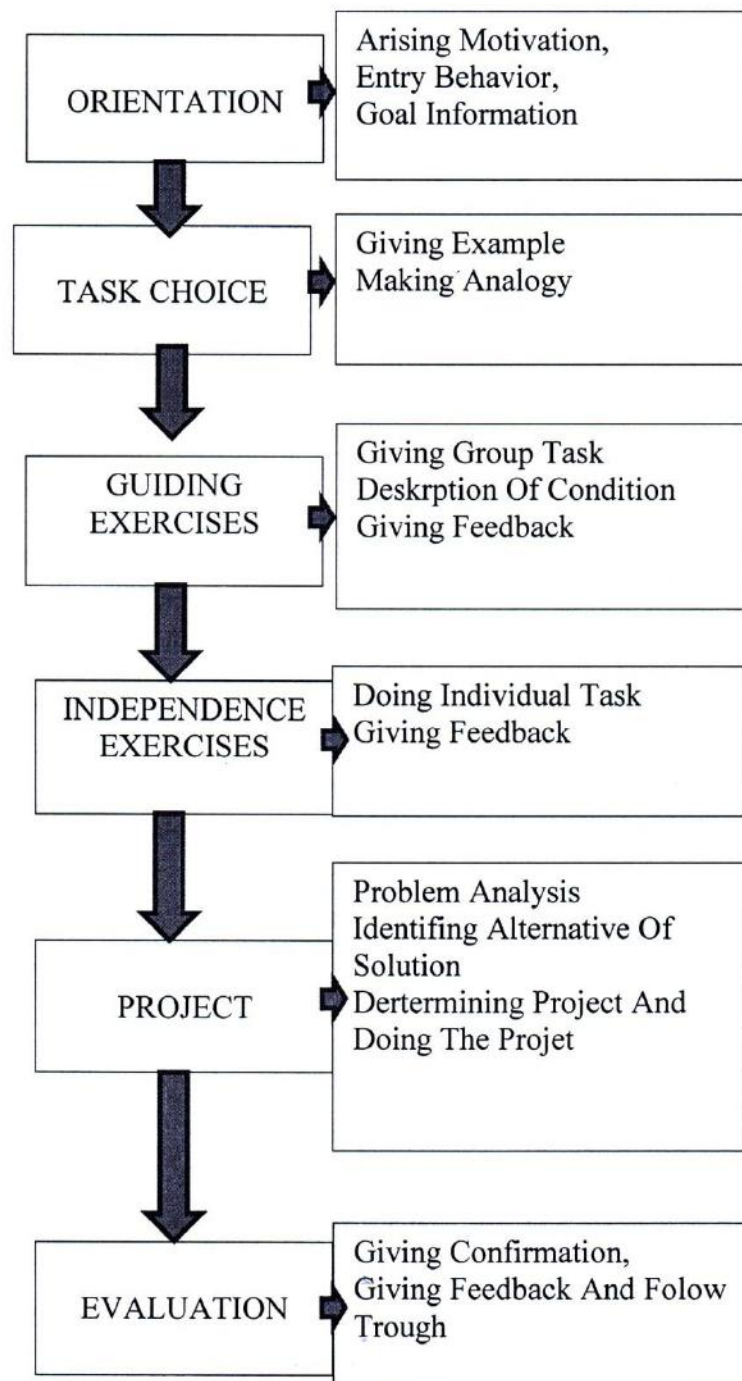 ORIENTATION
Arising Motivation,
Entry Behavior,
Goal Information
TASK CHOICE
Giving Example
Making Analogy
GUIDING
EXERCISES
Giving Group Task
Deskrption Of Condition
Giving Feedback
INDEPENDENCE
EXERCISES
Doing Individual Task
Giving Feedback
PROJECT
Problem Analysis
Identifing Alternative Of
Solution
Dertermining Project And
Doing The Projet
EVALUATION
Giving Confirmation,
Giving Feedback And Folow
Trough